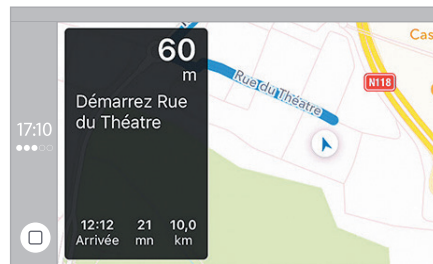 60
m
Démarrez Rue
du Théatre
12:12 21 10,0
Arrivée mn km
17:10
Rue du Théatre
N118
Cas